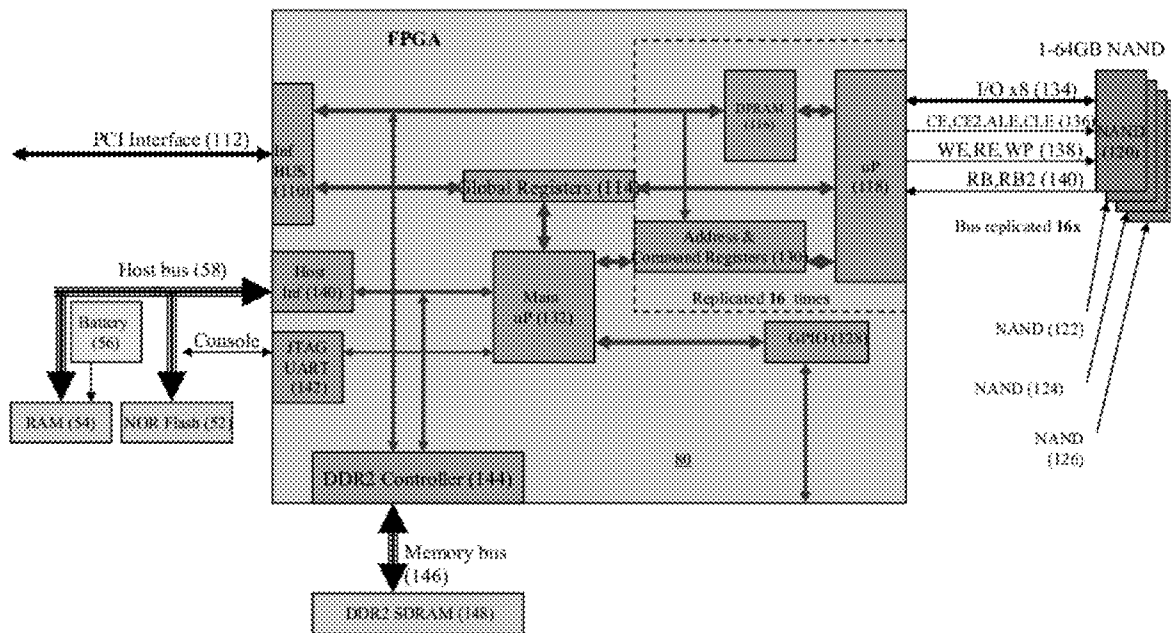 FPGA
1-64GB NAND
I/O x8 (134)
CE,CE2,ALE,CLE (136)
WE,RE,WP (138)
RB,RB2 (140)
Bus replicated 16x
PCI Interface (112)
BUS
Global Registers (114)
Address &
Command Registers (130)
Replicated 16 times
Host bus (58)
Host
Battery
(56)
Console
JTAG
UART
(142)
Main
uP (132)
GPIO (128)
NAND (122)
NAND (124)
NAND
(126)
RAM (54)
NOR Flash (52)
80
DDR2 Controller (144)
Memory bus
(146)
DDR2 SDRAM (148)